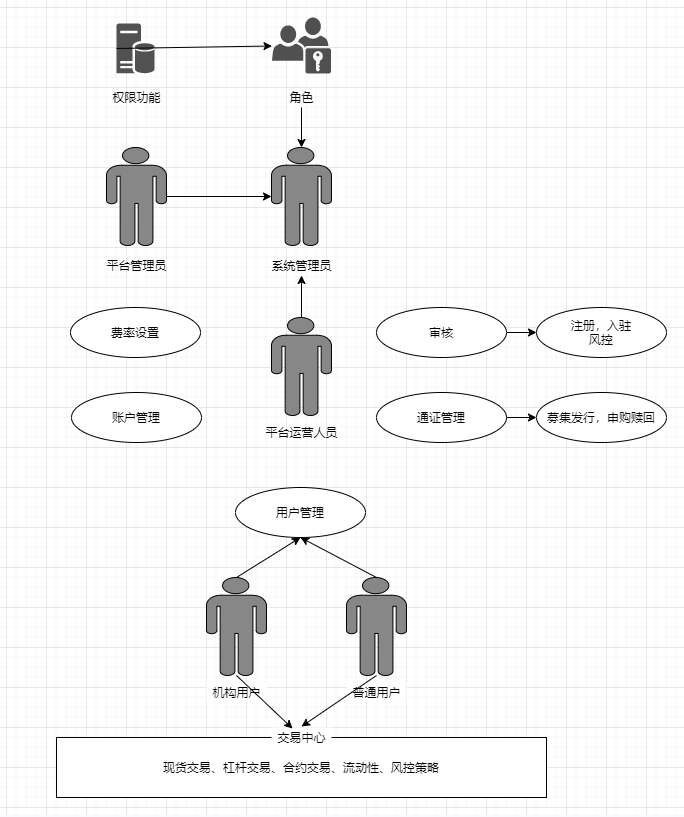 权限功能
角色
平台管理员
系统管理员
费率设置
审核
注册，入驻
风控
账户管理
平台运营人员
通证管理
募集发行，申购赎回
用户管理
机构用户
普通用户
交易中心
现货交易、杠杆交易、合约交易、流动性、风控策略